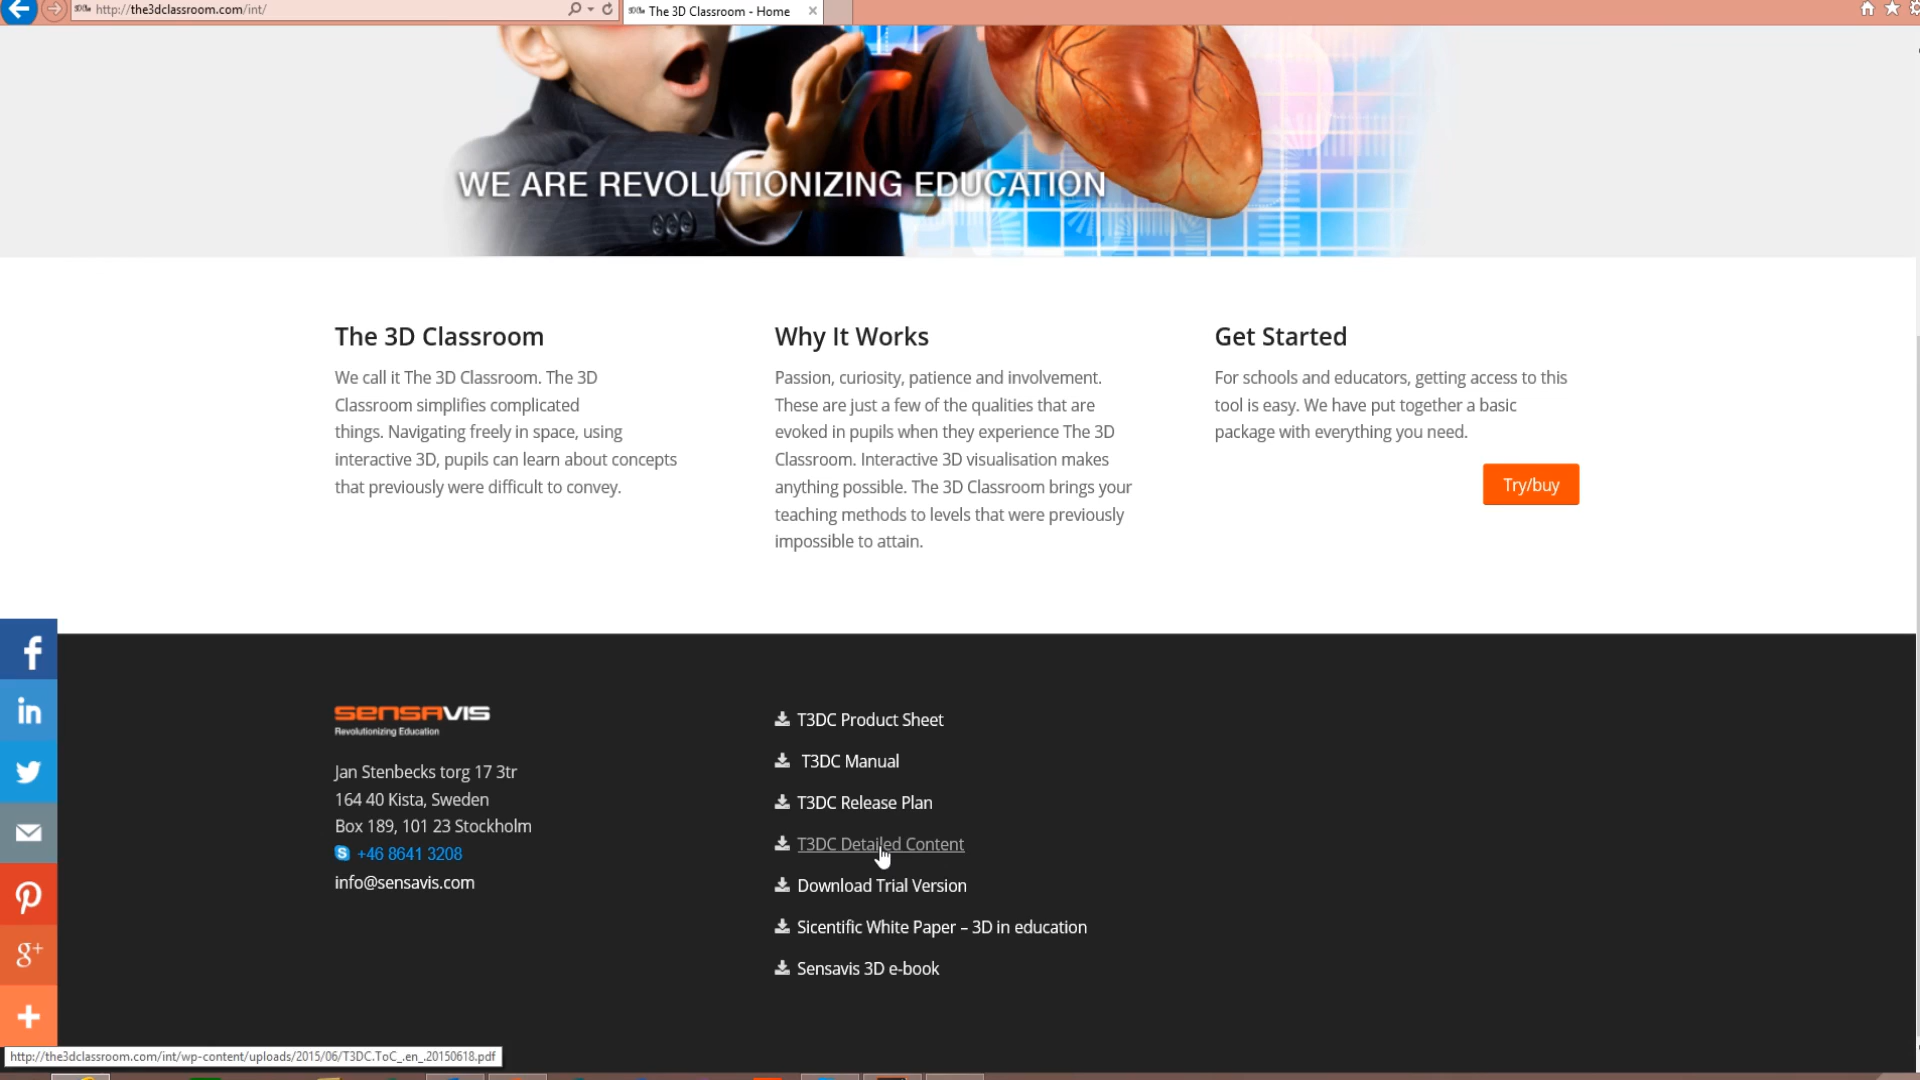 http://the3dclassroom.com/int/
The 3D Classroom - Home
WE ARE REVOLUTIONIZING EDUCATION
The 3D Classroom
We call it The 3D Classroom. The 3D
Classroom simplifies complicated
things. Navigating freely in space, using
interactive 3D, pupils can learn about concepts
that previously were difficult to convey.
Why It Works
Passion, curiosity, patience and involvement.
These are just a few of the qualities that are
evoked in pupils when they experience The 3D
Classroom. Interactive 3D visualisation makes
anything possible. The 3D Classroom brings your
teaching methods to levels that were previously
impossible to attain.
Get Started
For schools and educators, getting access to this
tool is easy. We have put together a basic
package with everything you need.
Try/buy
sensavis
Revolutionizing Education
Jan Stenbecks torg 17 3tr
164 40 Kista, Sweden
Box 189, 101 23 Stockholm
+46 8641 3208
info@sensavis.com
T3DC Product Sheet
T3DC Manual
T3DC Release Plan
T3DC Detailed Content
Download Trial Version
Sicentific White Paper – 3D in education
Sensavis 3D e-book
f
in
g+
http://the3dclassroom.com/int/wp-content/uploads/2015/06/T3DC.ToC_.en_.20150618.pdf